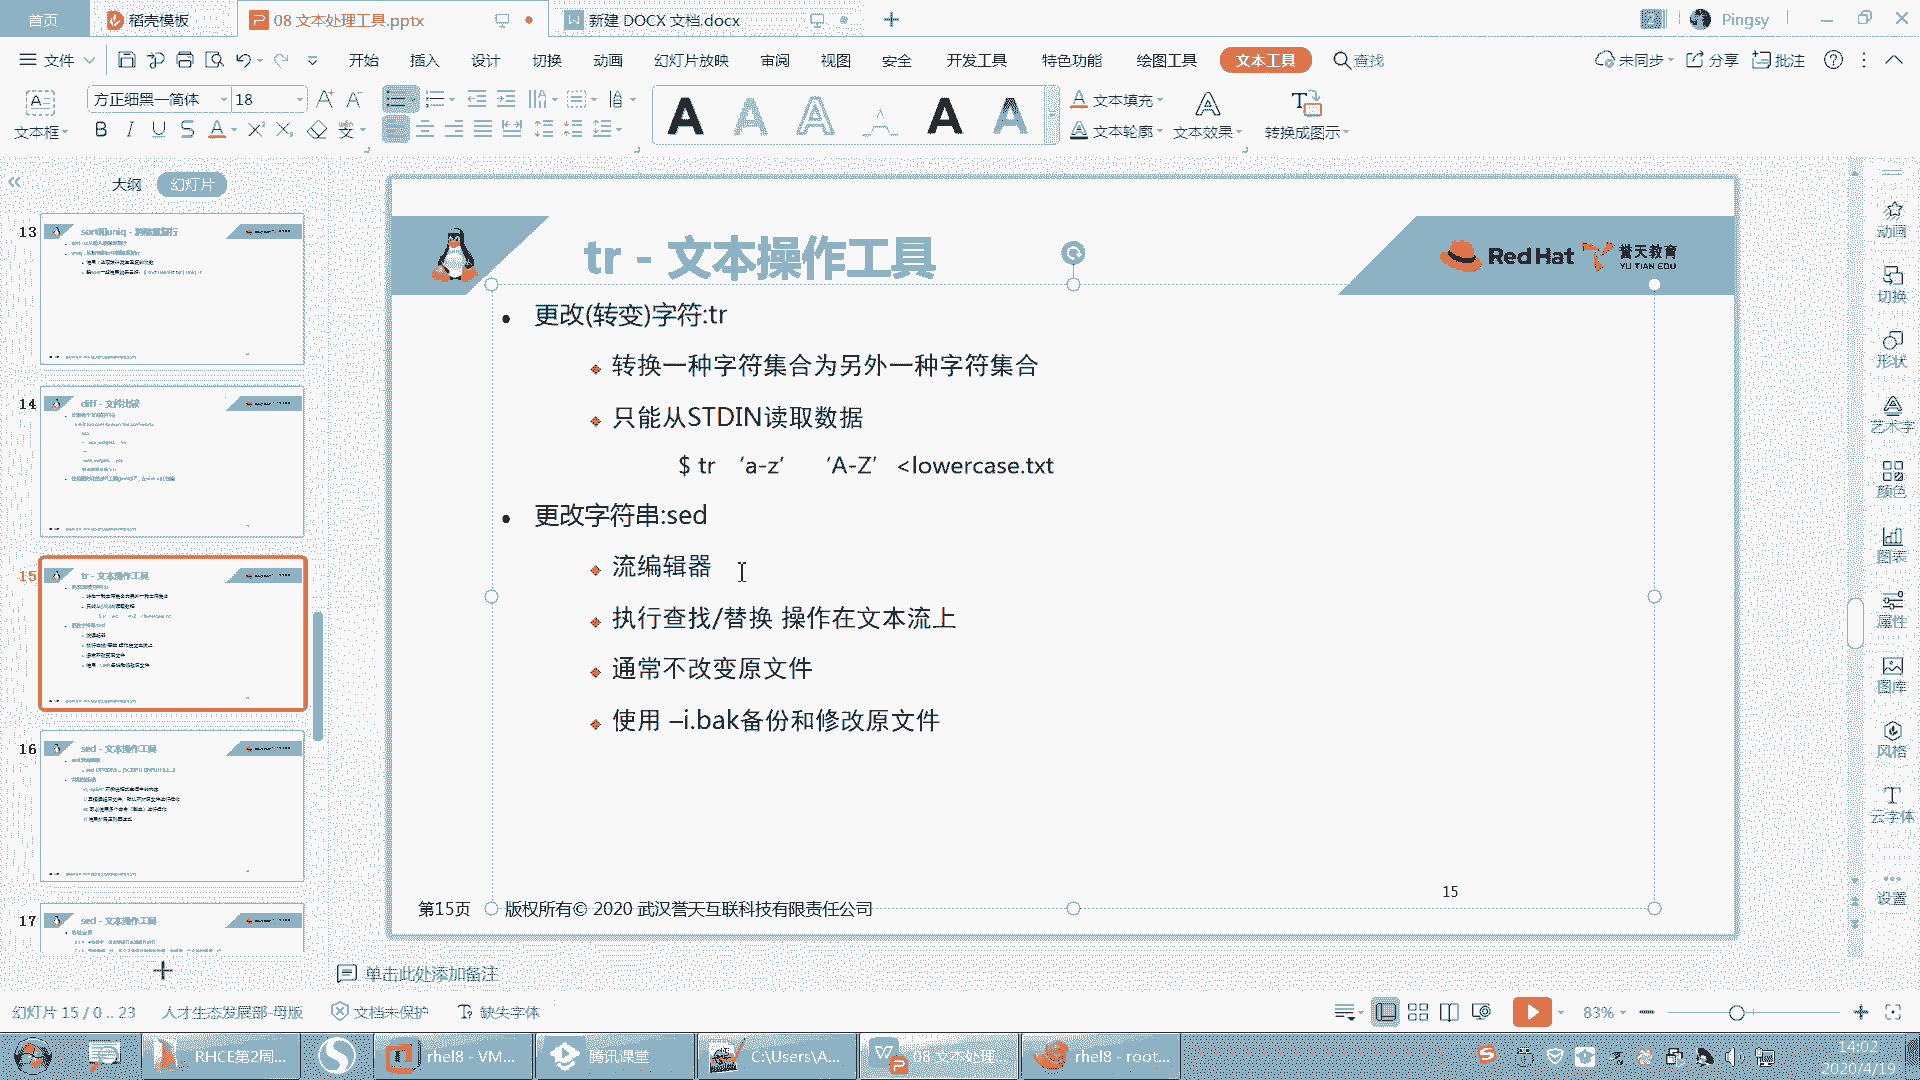 首页
稻壳模板
08 文本处理工具.pptx
新建 DOCX 文档.docx
Pingsy
文件
开始
插入
设计
切换
动画
幻灯片放映
审阅
视图
安全
开发工具
特色功能
绘图工具
文本工具
查找
未同步
分享
批注
文本框
方正细黑一简体
18
文本填充
文本轮廓
文本效果
转换成图示
大纲
幻灯片
13
sort和uniq -
14
diff - 文件比较
15
tr - 文本操作工具
16
sed - 文本操作工具
17
sed - 文本操作工具
tr - 文本操作工具
Red Hat
誉天教育
YU TIAN EDU
更改(转变)字符:tr
转换一种字符集合为另外一种字符集合
只能从STDIN读取数据
$ tr ‘a-z’ ‘A-Z’ <lowercase.txt
更改字符串:sed
流编辑器
执行查找/替换 操作在文本流上
通常不改变原文件
使用 –i.bak备份和修改原文件
15
第15页
版权所有© 2020 武汉誉天互联科技有限责任公司
单击此处添加备注
动画
切换
形状
艺术字
颜色
图表
属性
图库
风格
云字体
设置
幻灯片 15 / 0 .. 23
人才生态发展部-母版
文档未保护
缺失字体
83%
RHCE第2周...
rhel8 - VM...
腾讯课堂
C:\Users\A...
08 文本处理...
rhel8 - root...
14:02
2020/4/19